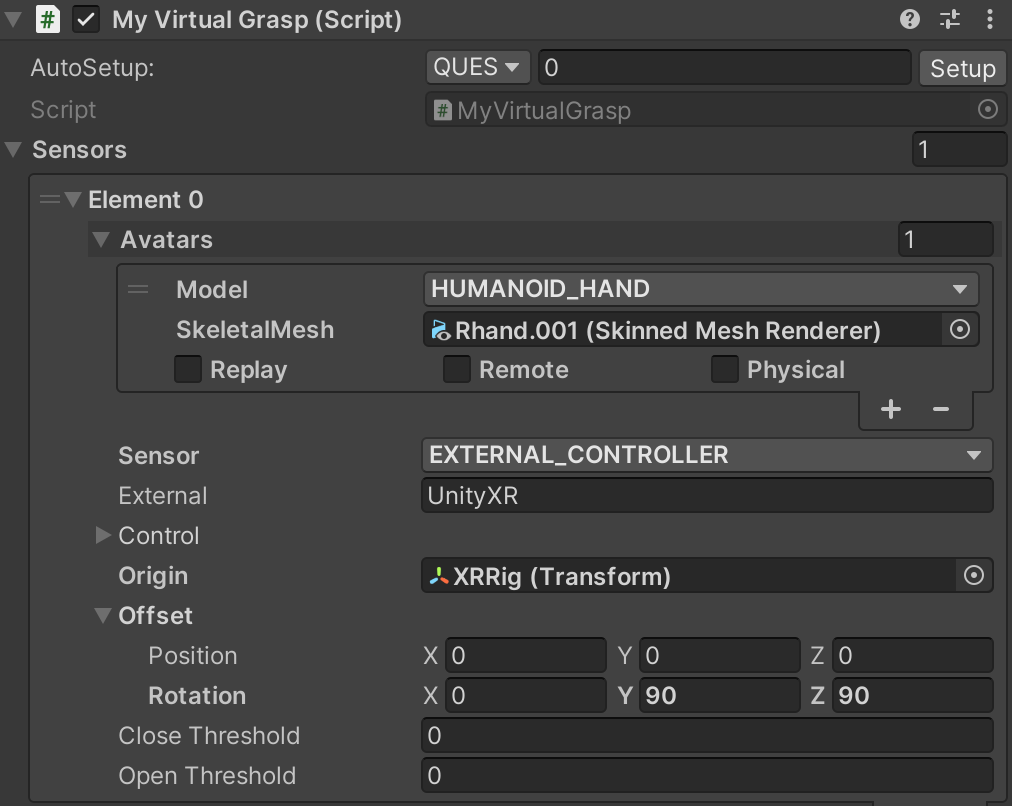 # My Virtual Grasp (Script)
AutoSetup: QUES 0 Setup
Script # MyVirtualGrasp
Sensors 1
Element 0
Avatars 1
Model HUMANOID_HAND
SkeletalMesh Rhand.001 (Skinned Mesh Renderer)
Replay Remote Physical
+ −
Sensor EXTERNAL_CONTROLLER
External UnityXR
Control
Origin XRRig (Transform)
Offset
Position X 0 Y 0 Z 0
Rotation X 0 Y 90 Z 90
Close Threshold 0
Open Threshold 0